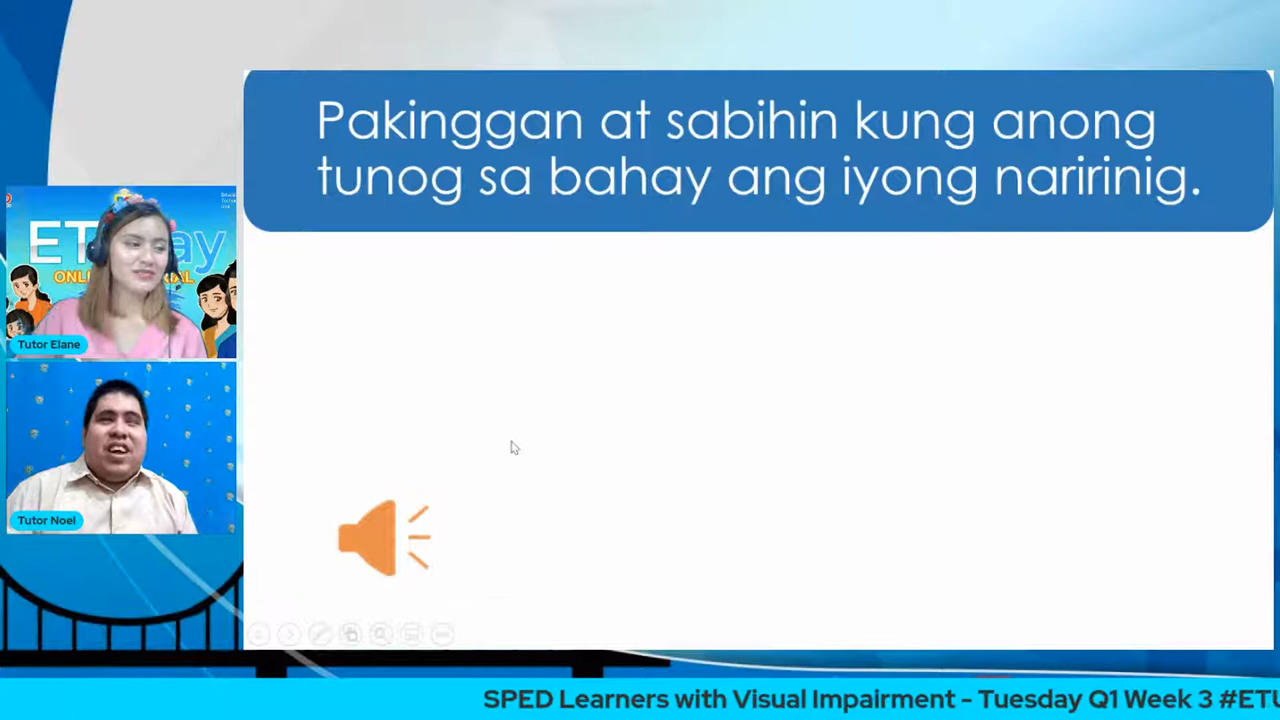 Pakinggan at sabihin kung anong
tunog sa bahay ang iyong naririnig.
Tutor Elane
Tutor Noel
SPED Learners with Visual Impairment - Tuesday Q1 Week 3